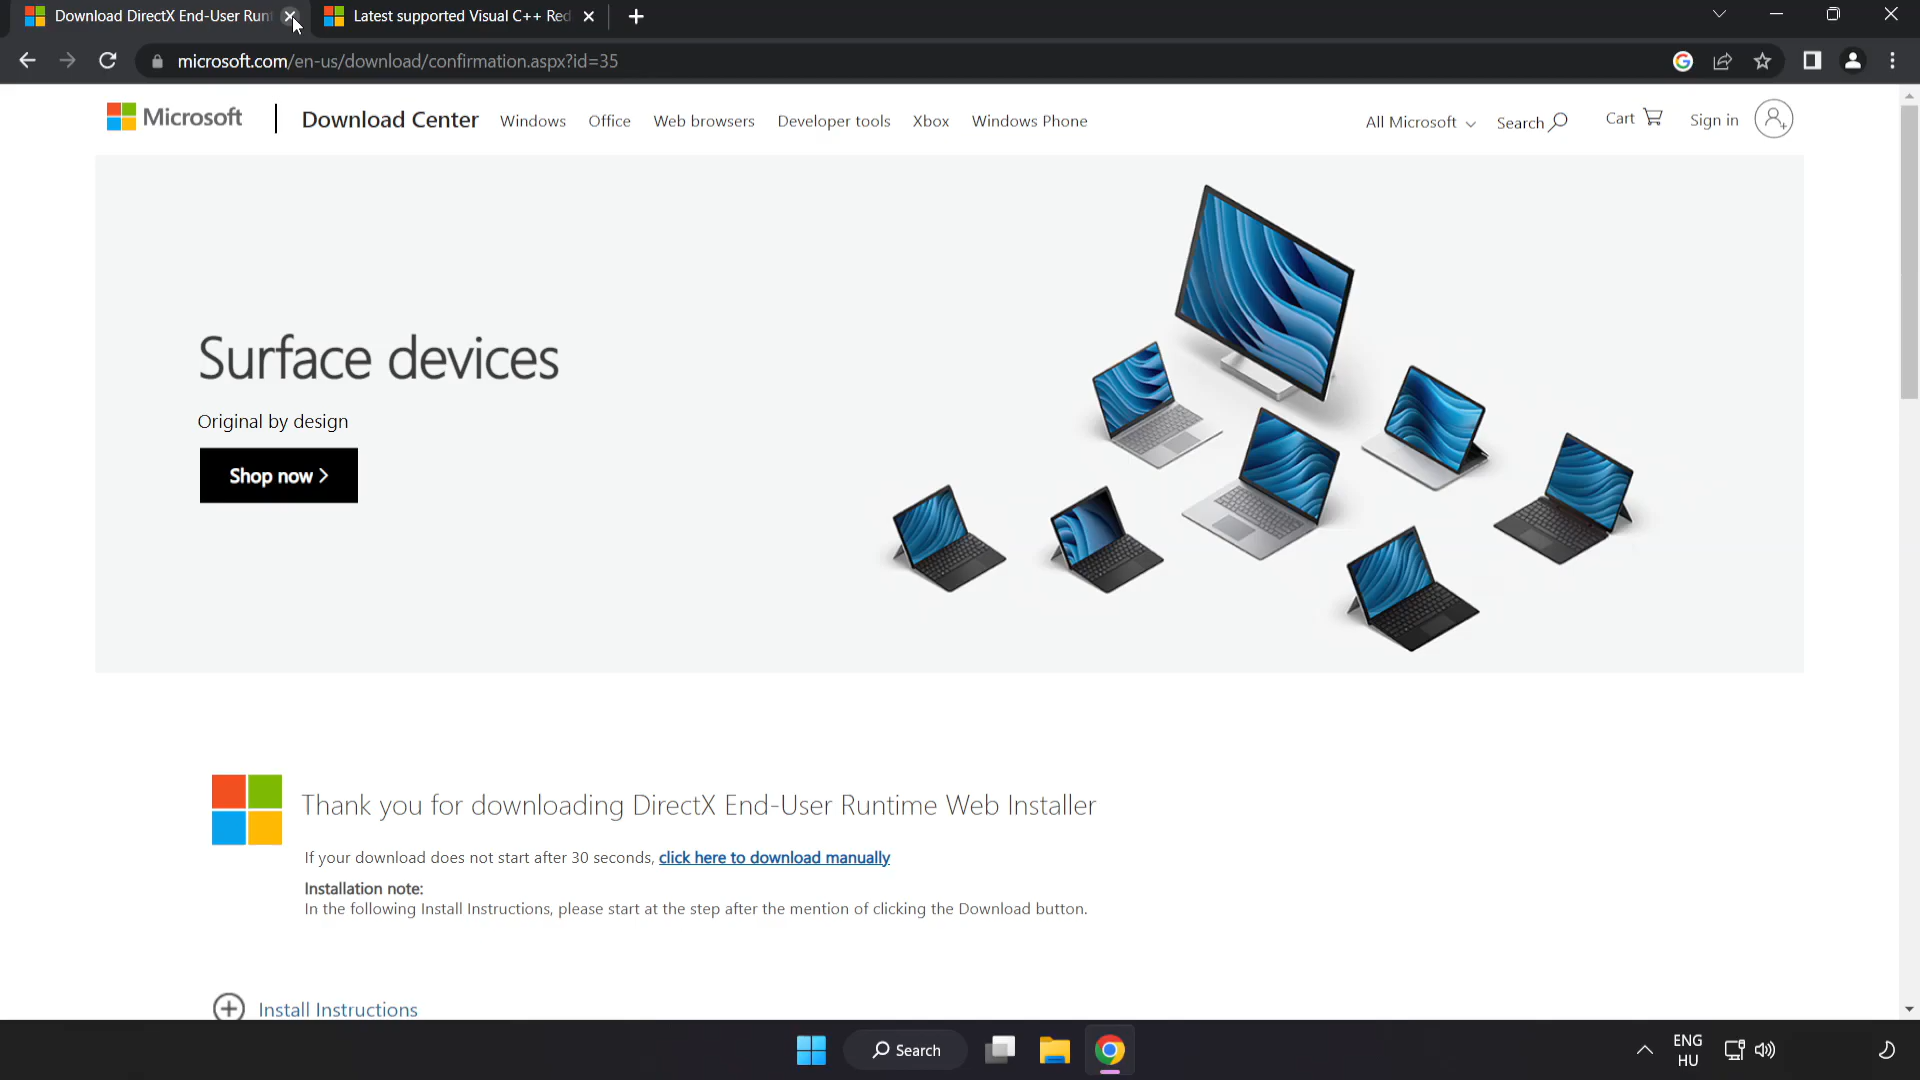 Download DirectX End-User Runt
Latest supported Visual C++ Red
microsoft.com/en-us/download/confirmation.aspx?id=35
Microsoft
Download Center
Windows
Office
Web browsers
Developer tools
Xbox
Windows Phone
All Microsoft
Search
Cart
Sign in
Surface devices
Original by design
Shop now
Thank you for downloading DirectX End-User Runtime Web Installer
If your download does not start after 30 seconds, click here to download manually
Installation note:
In the following Install Instructions, please start at the step after the mention of clicking the Download button.
Install Instructions
Search
ENG
HU